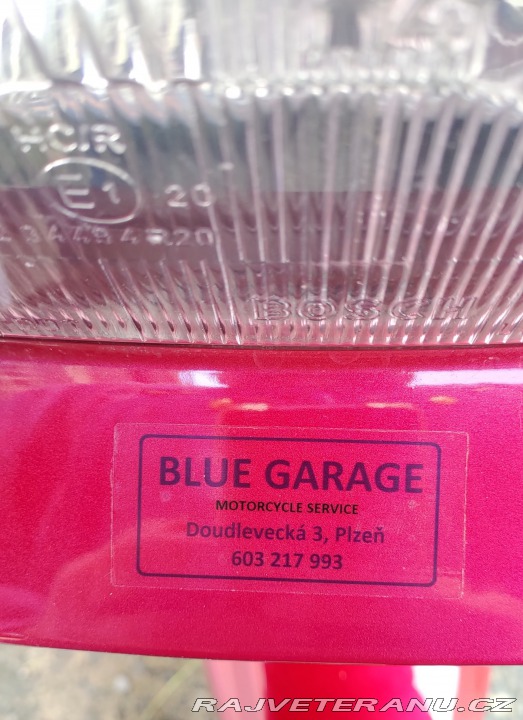 HC/R
E1 20
BOSCH
BLUE GARAGE
MOTORCYCLE SERVICE
Doudlevecká 3, Plzeň
603 217 993
RAJVETERANU.CZ